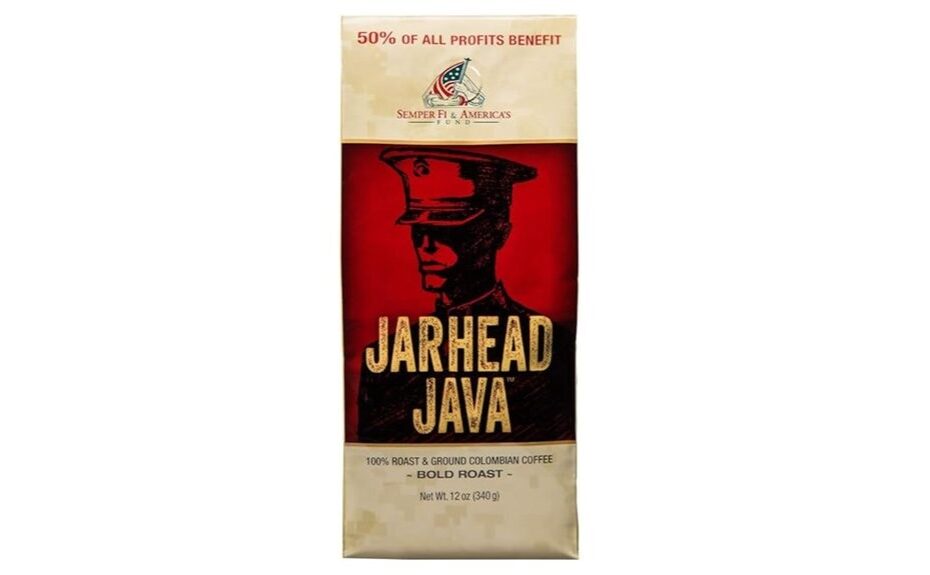 50% OF ALL PROFITS BENEFIT
SEMPER FI & AMERICA'S
FUND
JARHEAD
JAVA™
100% ROAST & GROUND COLOMBIAN COFFEE
~ BOLD ROAST ~
Net Wt. 12 oz (340 g)